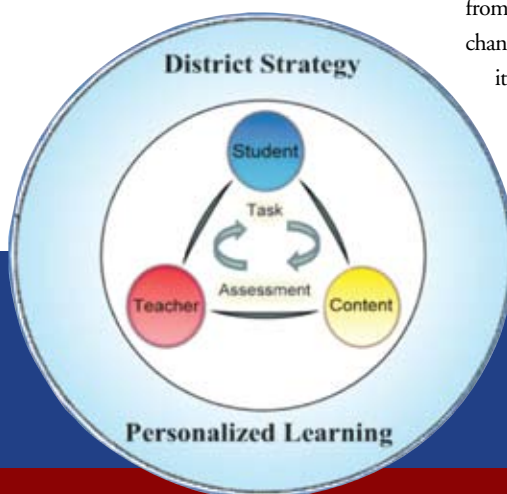 from
chan
it
District Strategy
Student
Task
Assessment
Teacher
Content
Personalized Learning